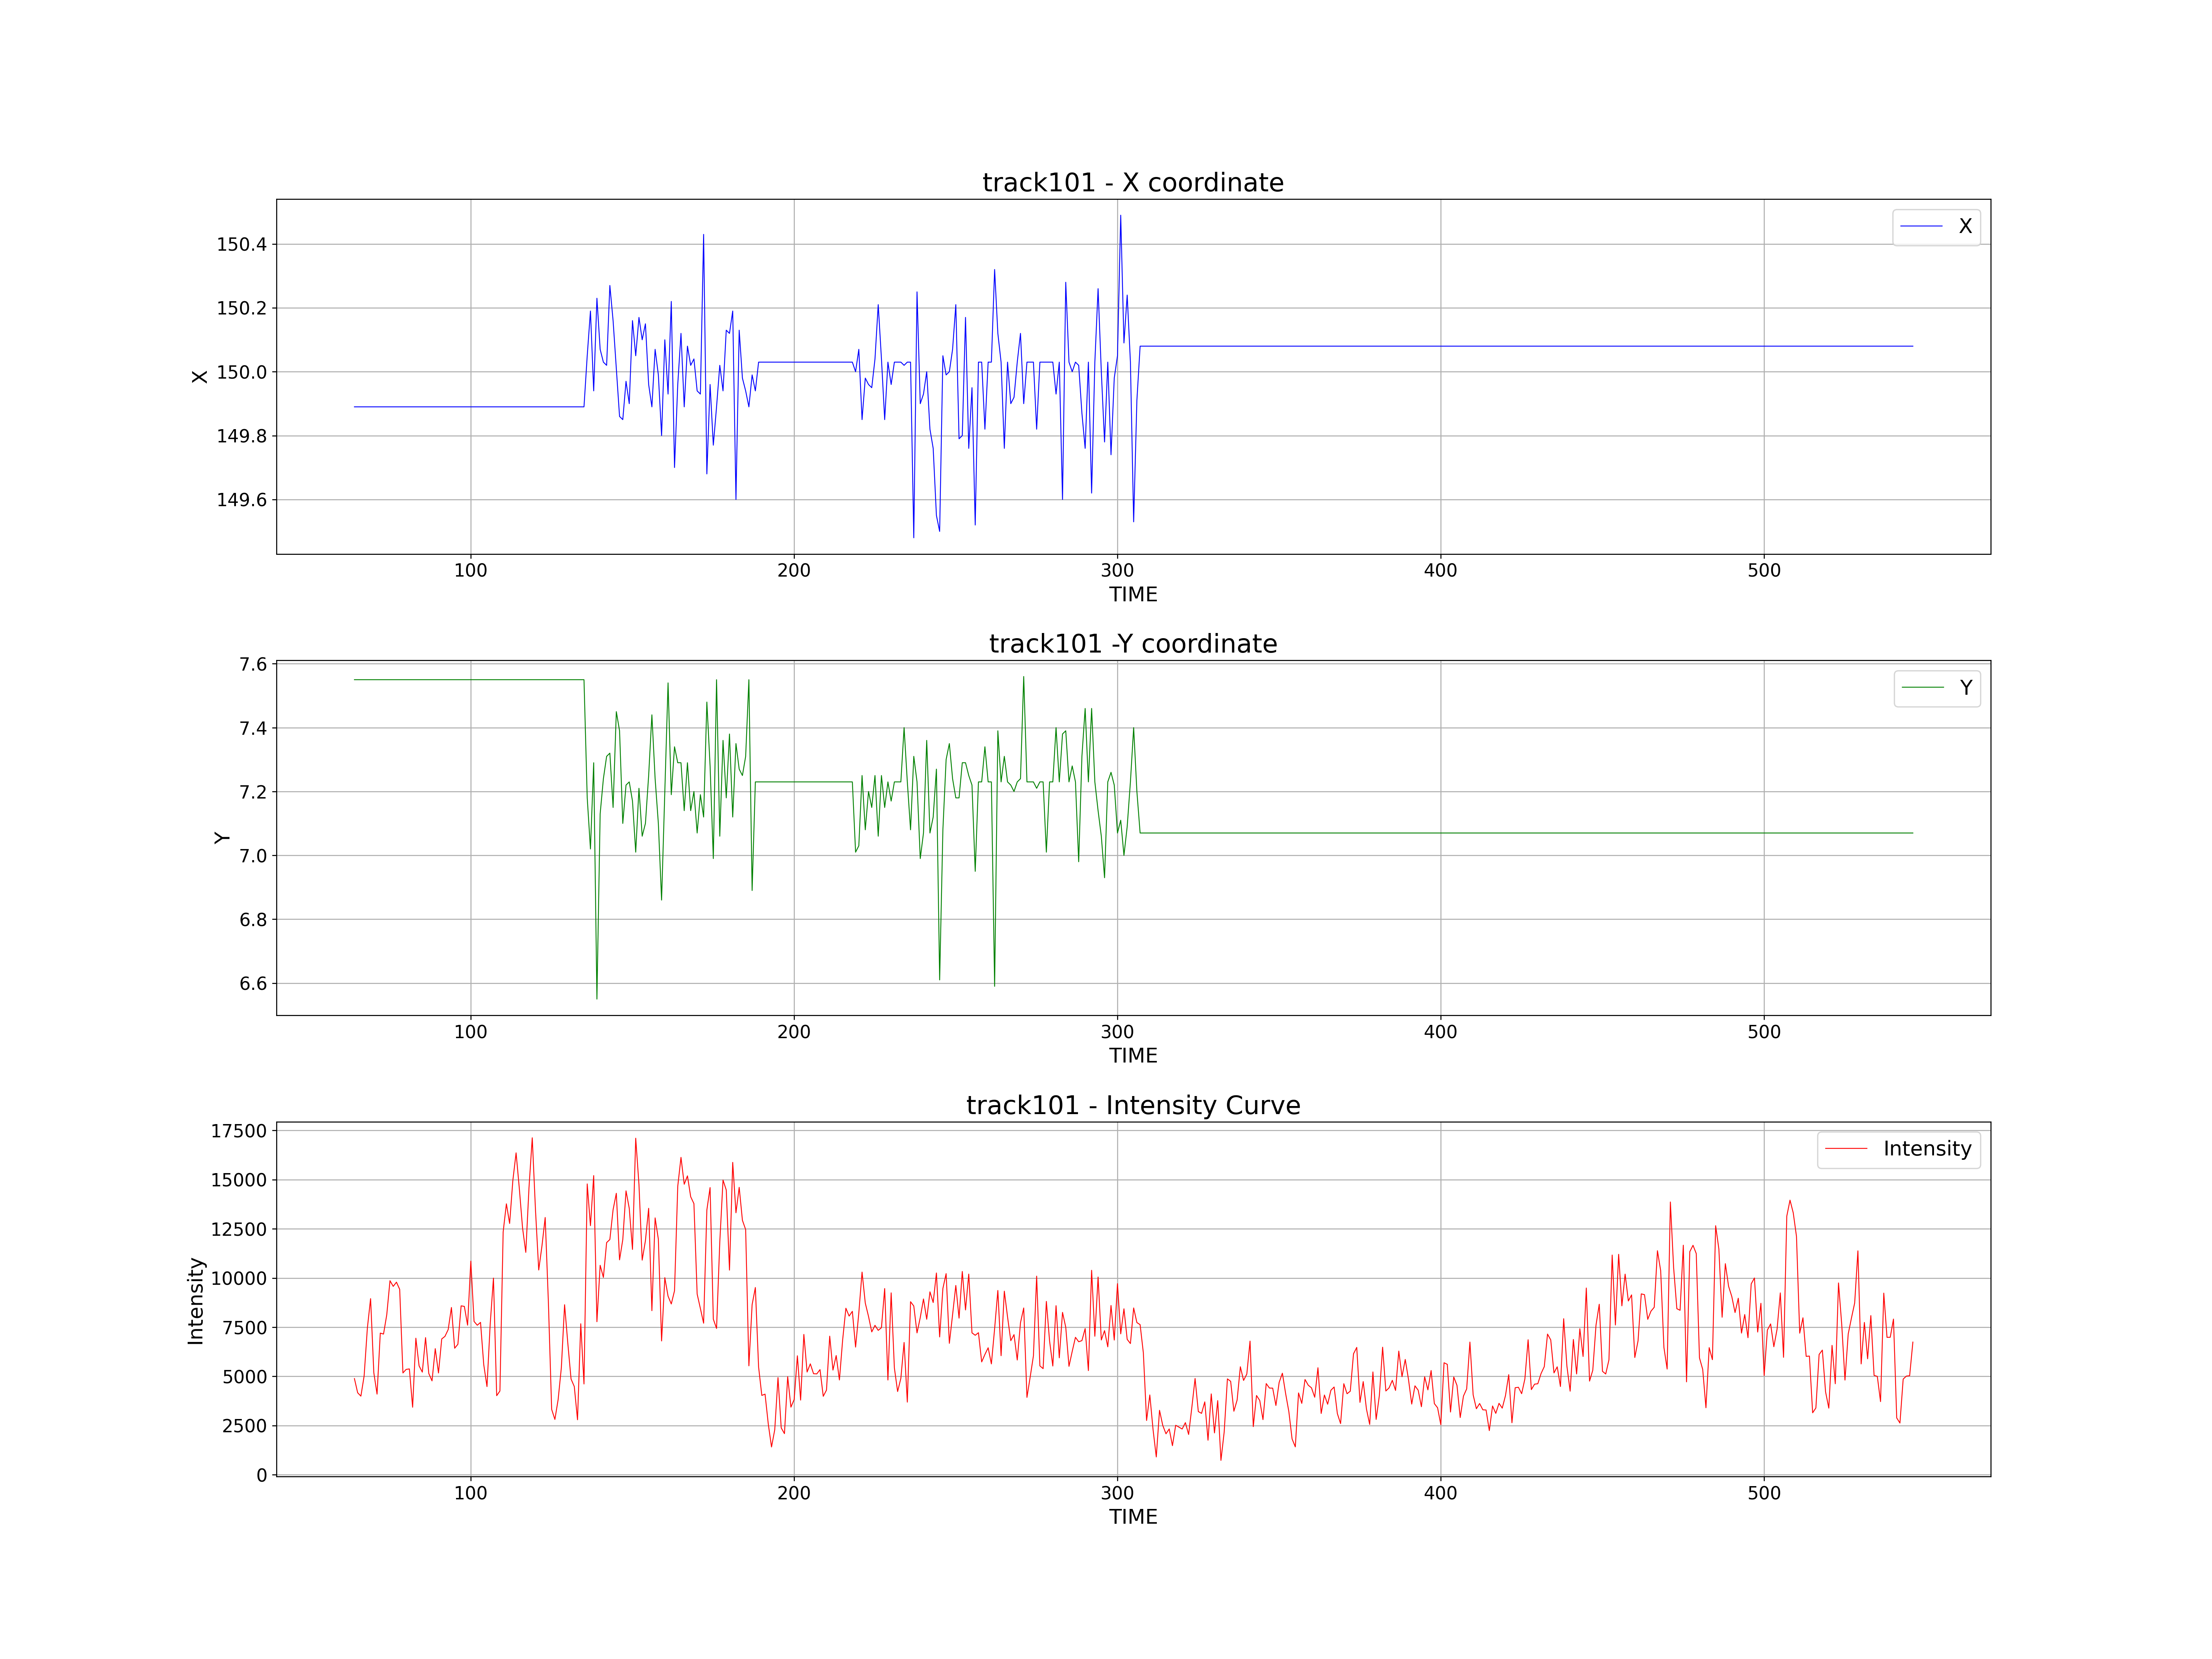 track101 - X coordinate
X
150.4
150.2
150.0
149.8
149.6
X
100 200 300 400 500
TIME
track101 -Y coordinate
Y
7.6
7.4
7.2
7.0
6.8
6.6
Y
100 200 300 400 500
TIME
track101 - Intensity Curve
Intensity
17500
15000
12500
10000
7500
5000
2500
0
Intensity
100 200 300 400 500
TIME